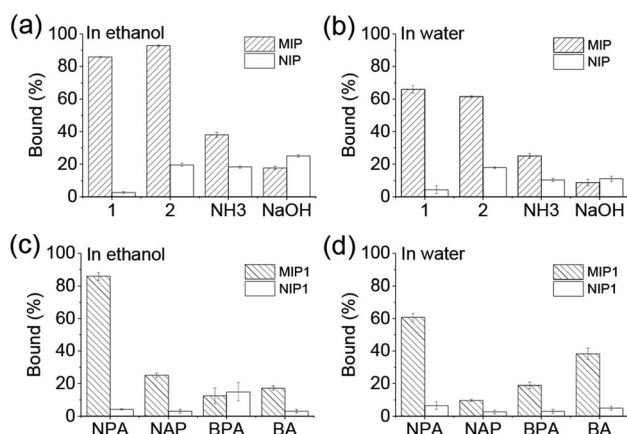 (a)
In ethanol
MIP
NIP
Bound (%)
100
80
60
40
20
0
1 2 NH3 NaOH
(b)
In water
MIP
NIP
Bound (%)
100
80
60
40
20
0
1 2 NH3 NaOH
(c)
In ethanol
MIP1
NIP1
Bound (%)
100
80
60
40
20
0
NPA NAP BPA BA
(d)
In water
MIP1
NIP1
Bound (%)
100
80
60
40
20
0
NPA NAP BPA BA